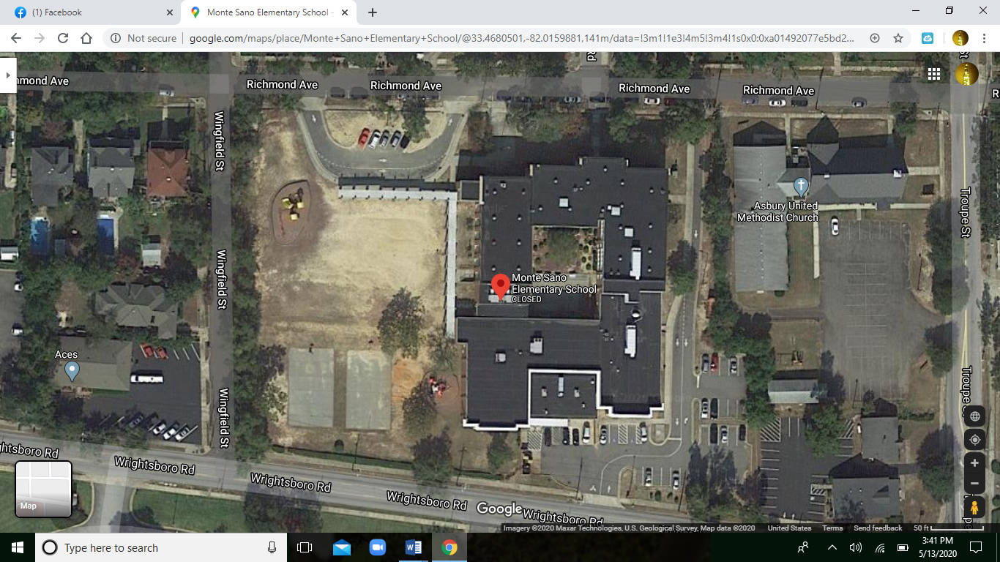 (1) Facebook
Monte Sano Elementary School -
Not secure
google.com/maps/place/Monte+Sano+Elementary+School/@33.4680501,-82.0159881,141m/data=!3m1!1e3!4m5!3m4!1s0x0:0xa01492077e5bd2...
Rd
St
hmond Ave
Richmond Ave
Richmond Ave
Richmond Ave
Richmond Ave
R
Wingfield St
Asbury United
Methodist Church
Troupe St
Wingfield St
Monte Sano
Elementary School
CLOSED
Aces
Wingfield St
Troupe
ghtsboro Rd
Wrightsboro Rd
Wrightsboro Rd
Wrightsboro Rd
Wrightsboro Rd
Map
Google
Imagery ©2020 Maxar Technologies, U.S. Geological Survey, Map data ©2020
United States
Terms
Send feedback
50 ft
Type here to search
3:41 PM
5/13/2020